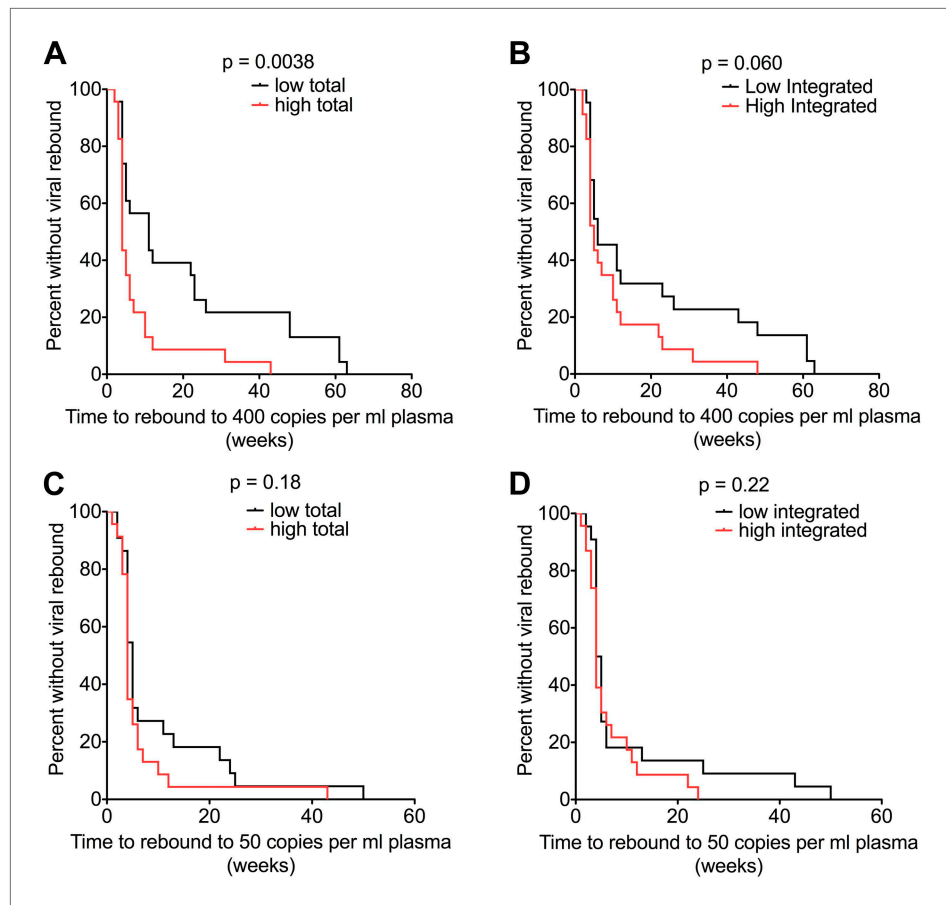 A
p = 0.0038
low total
high total
Percent without viral rebound
100
80
60
40
20
0
0 20 40 60 80
Time to rebound to 400 copies per ml plasma
(weeks)
B
p = 0.060
Low Integrated
High Integrated
Percent without viral rebound
100
80
60
40
20
0
0 20 40 60 80
Time to rebound to 400 copies per ml plasma
(weeks)
C
p = 0.18
low total
high total
Percent without viral rebound
100
80
60
40
20
0
0 20 40 60
Time to rebound to 50 copies per ml plasma
(weeks)
D
p = 0.22
low integrated
high integrated
Percent without viral rebound
100
80
60
40
20
0
0 20 40 60
Time to rebound to 50 copies per ml plasma
(weeks)